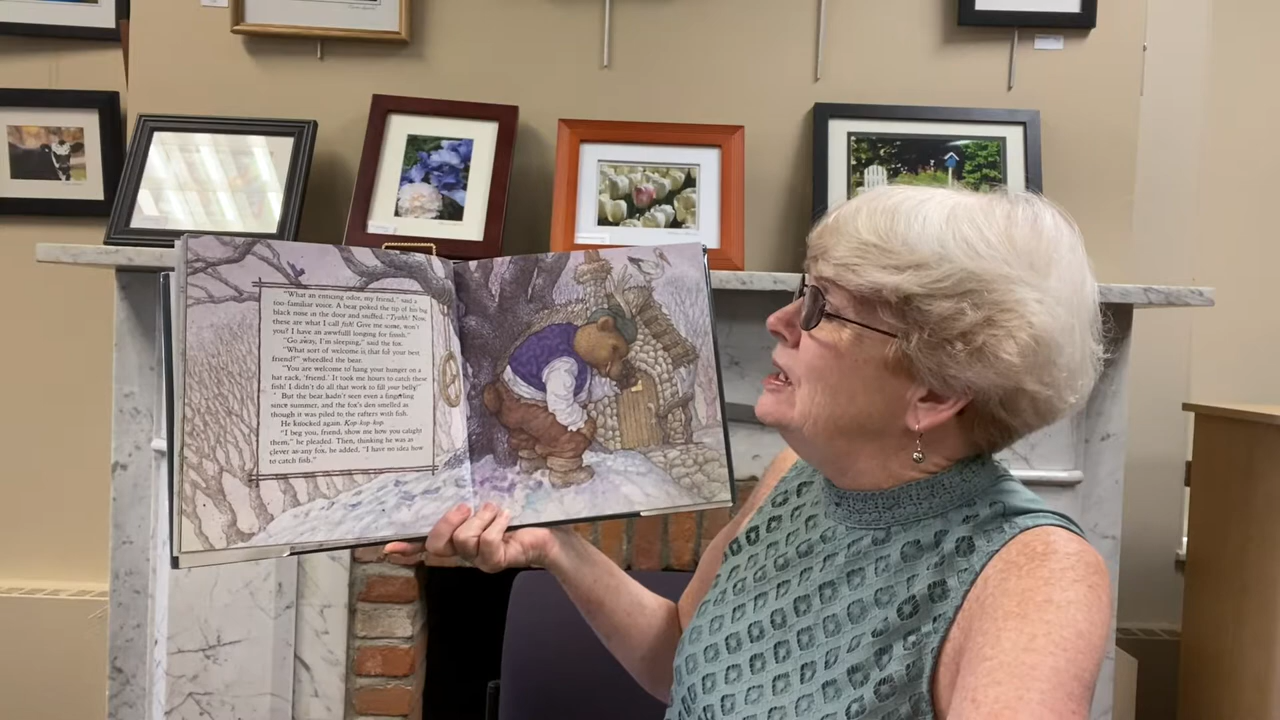 "What an enticing odor, my friend," said a
too-familiar voice. A bear poked the tip of his big
black nose in the door and sniffed. "Tyahh! Now,
these are what I call fish! Give me some, won't
you? I have an awfulll longing for fiiish."
"Go away, I'm sleeping," said the fox.
"What sort of welcome is that for your best
friend?" wheedled the bear.
"You are welcome to hang your hunger on a
hat rack, 'friend.' It took me hours to catch these
fish! I didn't do all that work to fill your belly!"
But the bear hadn't seen even a fingerling
since summer, and the fox's den smelled as
though it was piled to the rafters with fish.
He knocked again. Kop-kop-kop.
"I beg you, friend, show me how you caught
them," he pleaded. Then, thinking he was as
clever as any fox, he added, "I have no idea how
to catch fish."